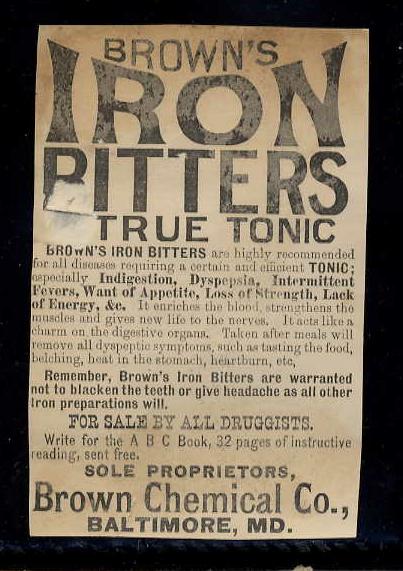 BROWN'S
IRON
BITTERS
TRUE TONIC
BROWN'S IRON BITTERS are highly recommended
for all diseases requiring a certain and efficient TONIC;
especially Indigestion, Dyspepsia, Intermittent
Fevers, Want of Appetite, Loss of Strength, Lack
of Energy, &c. It enriches the blood, strengthens the
muscles and gives new life to the nerves. It acts like a
charm on the digestive organs. Taken after meals will
remove all dyspeptic symptoms, such as tasting the food,
belching, heat in the stomach, heartburn, etc,
Remember, Brown's Iron Bitters are warranted
not to blacken the teeth or give headache as all other
Iron preparations will.
FOR SALE BY ALL DRUGGISTS.
Write for the A B C Book, 32 pages of instructive
reading, sent free.
SOLE PROPRIETORS,
Brown Chemical Co.,
BALTIMORE, MD.